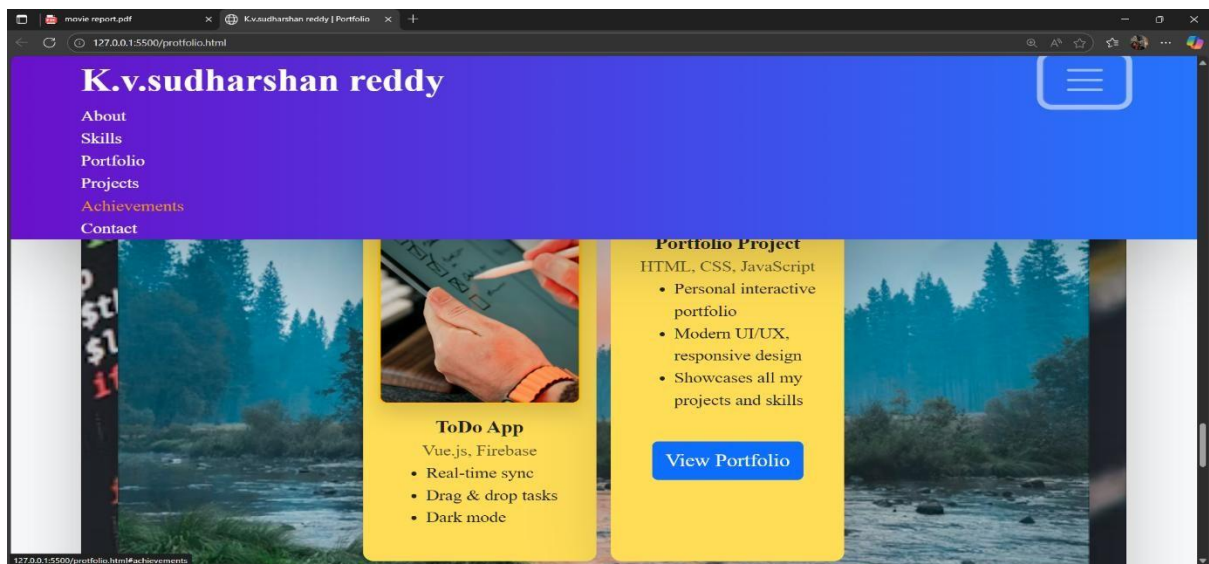 movie report.pdf
K.v.sudharshan reddy | Portfolio
127.0.0.1:5500/protfolio.html
K.v.sudharshan reddy
About
Skills
Portfolio
Projects
Achievements
Contact
ToDo App
Vue.js, Firebase
• Real-time sync
• Drag & drop tasks
• Dark mode
Portfolio Project
HTML, CSS, JavaScript
• Personal interactive
portfolio
• Modern UI/UX,
responsive design
• Showcases all my
projects and skills
View Portfolio
127.0.0.1:5500/protfolio.html#achievements